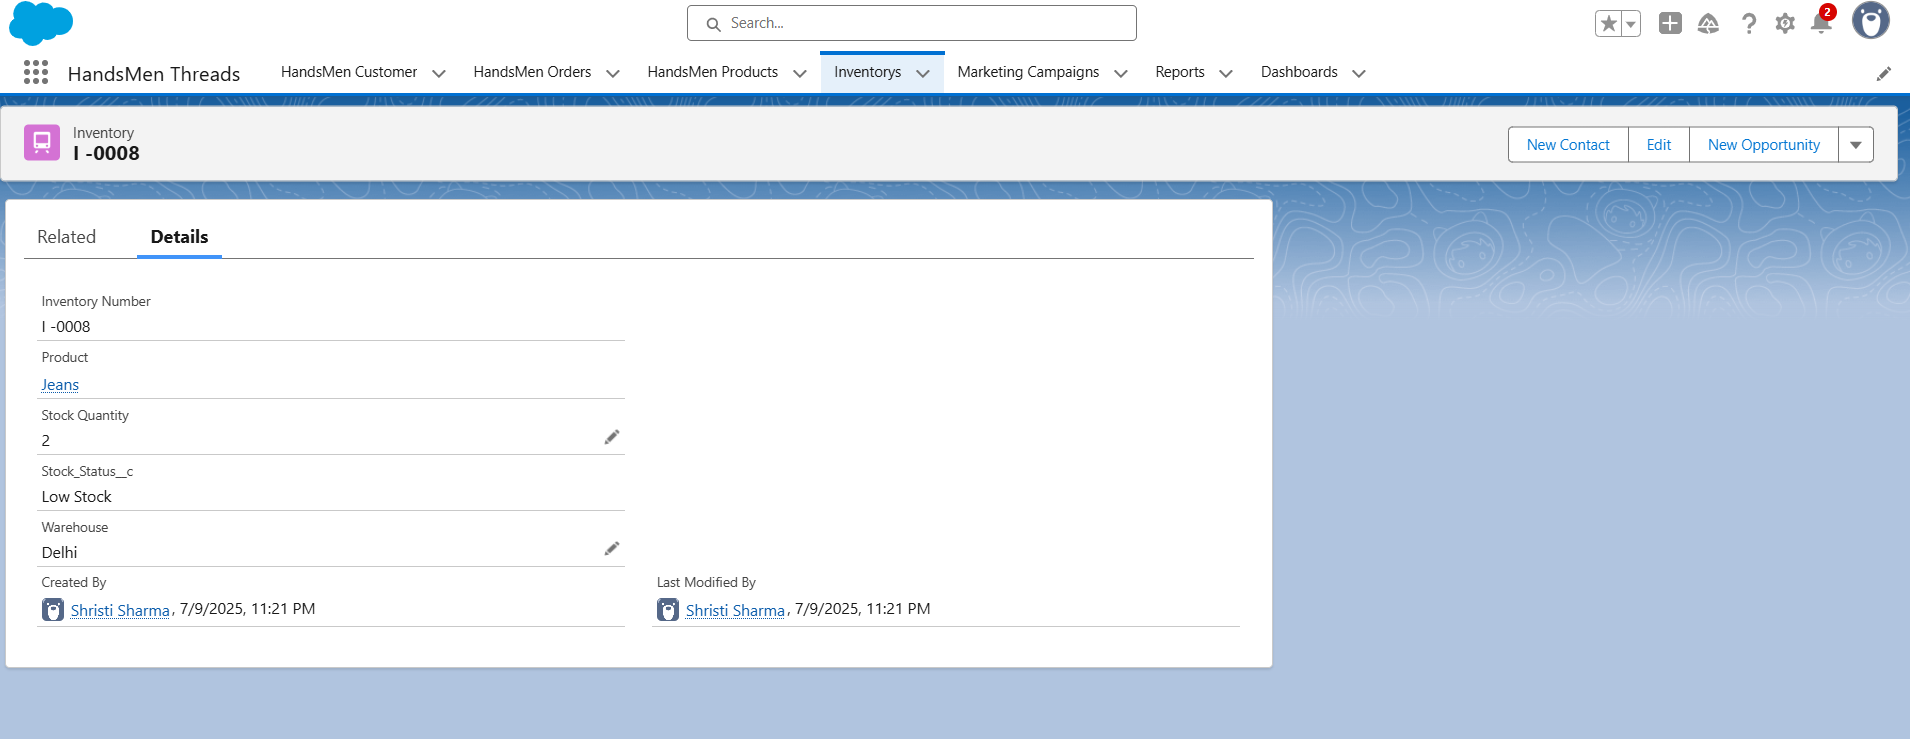 Search...
2
HandsMen Threads
HandsMen Customer
HandsMen Orders
HandsMen Products
Inventorys
Marketing Campaigns
Reports
Dashboards
Inventory
I -0008
New Contact
Edit
New Opportunity
Related
Details
Inventory Number
I -0008
Product
Jeans
Stock Quantity
2
Stock_Status__c
Low Stock
Warehouse
Delhi
Created By
Shristi Sharma, 7/9/2025, 11:21 PM
Last Modified By
Shristi Sharma, 7/9/2025, 11:21 PM